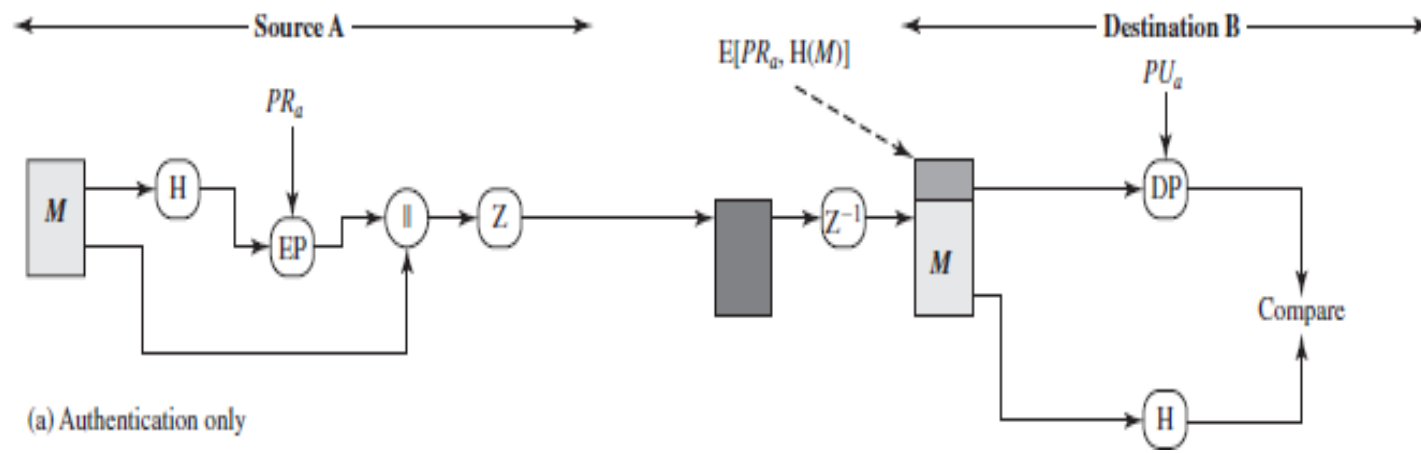 Source A
Destination B
E[PRₐ, H(M)]
PUₐ
PRₐ
M
H
EP
||
Z
Z⁻¹
M
DP
Compare
H
(a) Authentication only